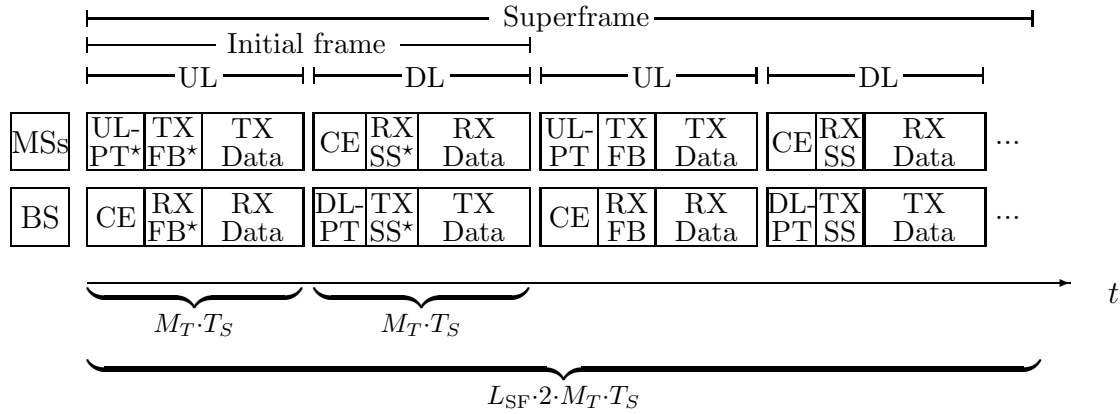 Superframe
Initial frame
UL DL UL DL
MSs UL-PT⋆ TX FB⋆ TX Data CE RX SS⋆ RX Data UL-PT TX FB TX Data CE RX SS RX Data ...
BS CE RX FB⋆ RX Data DL-PT TX SS⋆ TX Data CE RX FB RX Data DL-PT TX SS TX Data ...
t
M_T·T_S M_T·T_S
L_SF·2·M_T·T_S